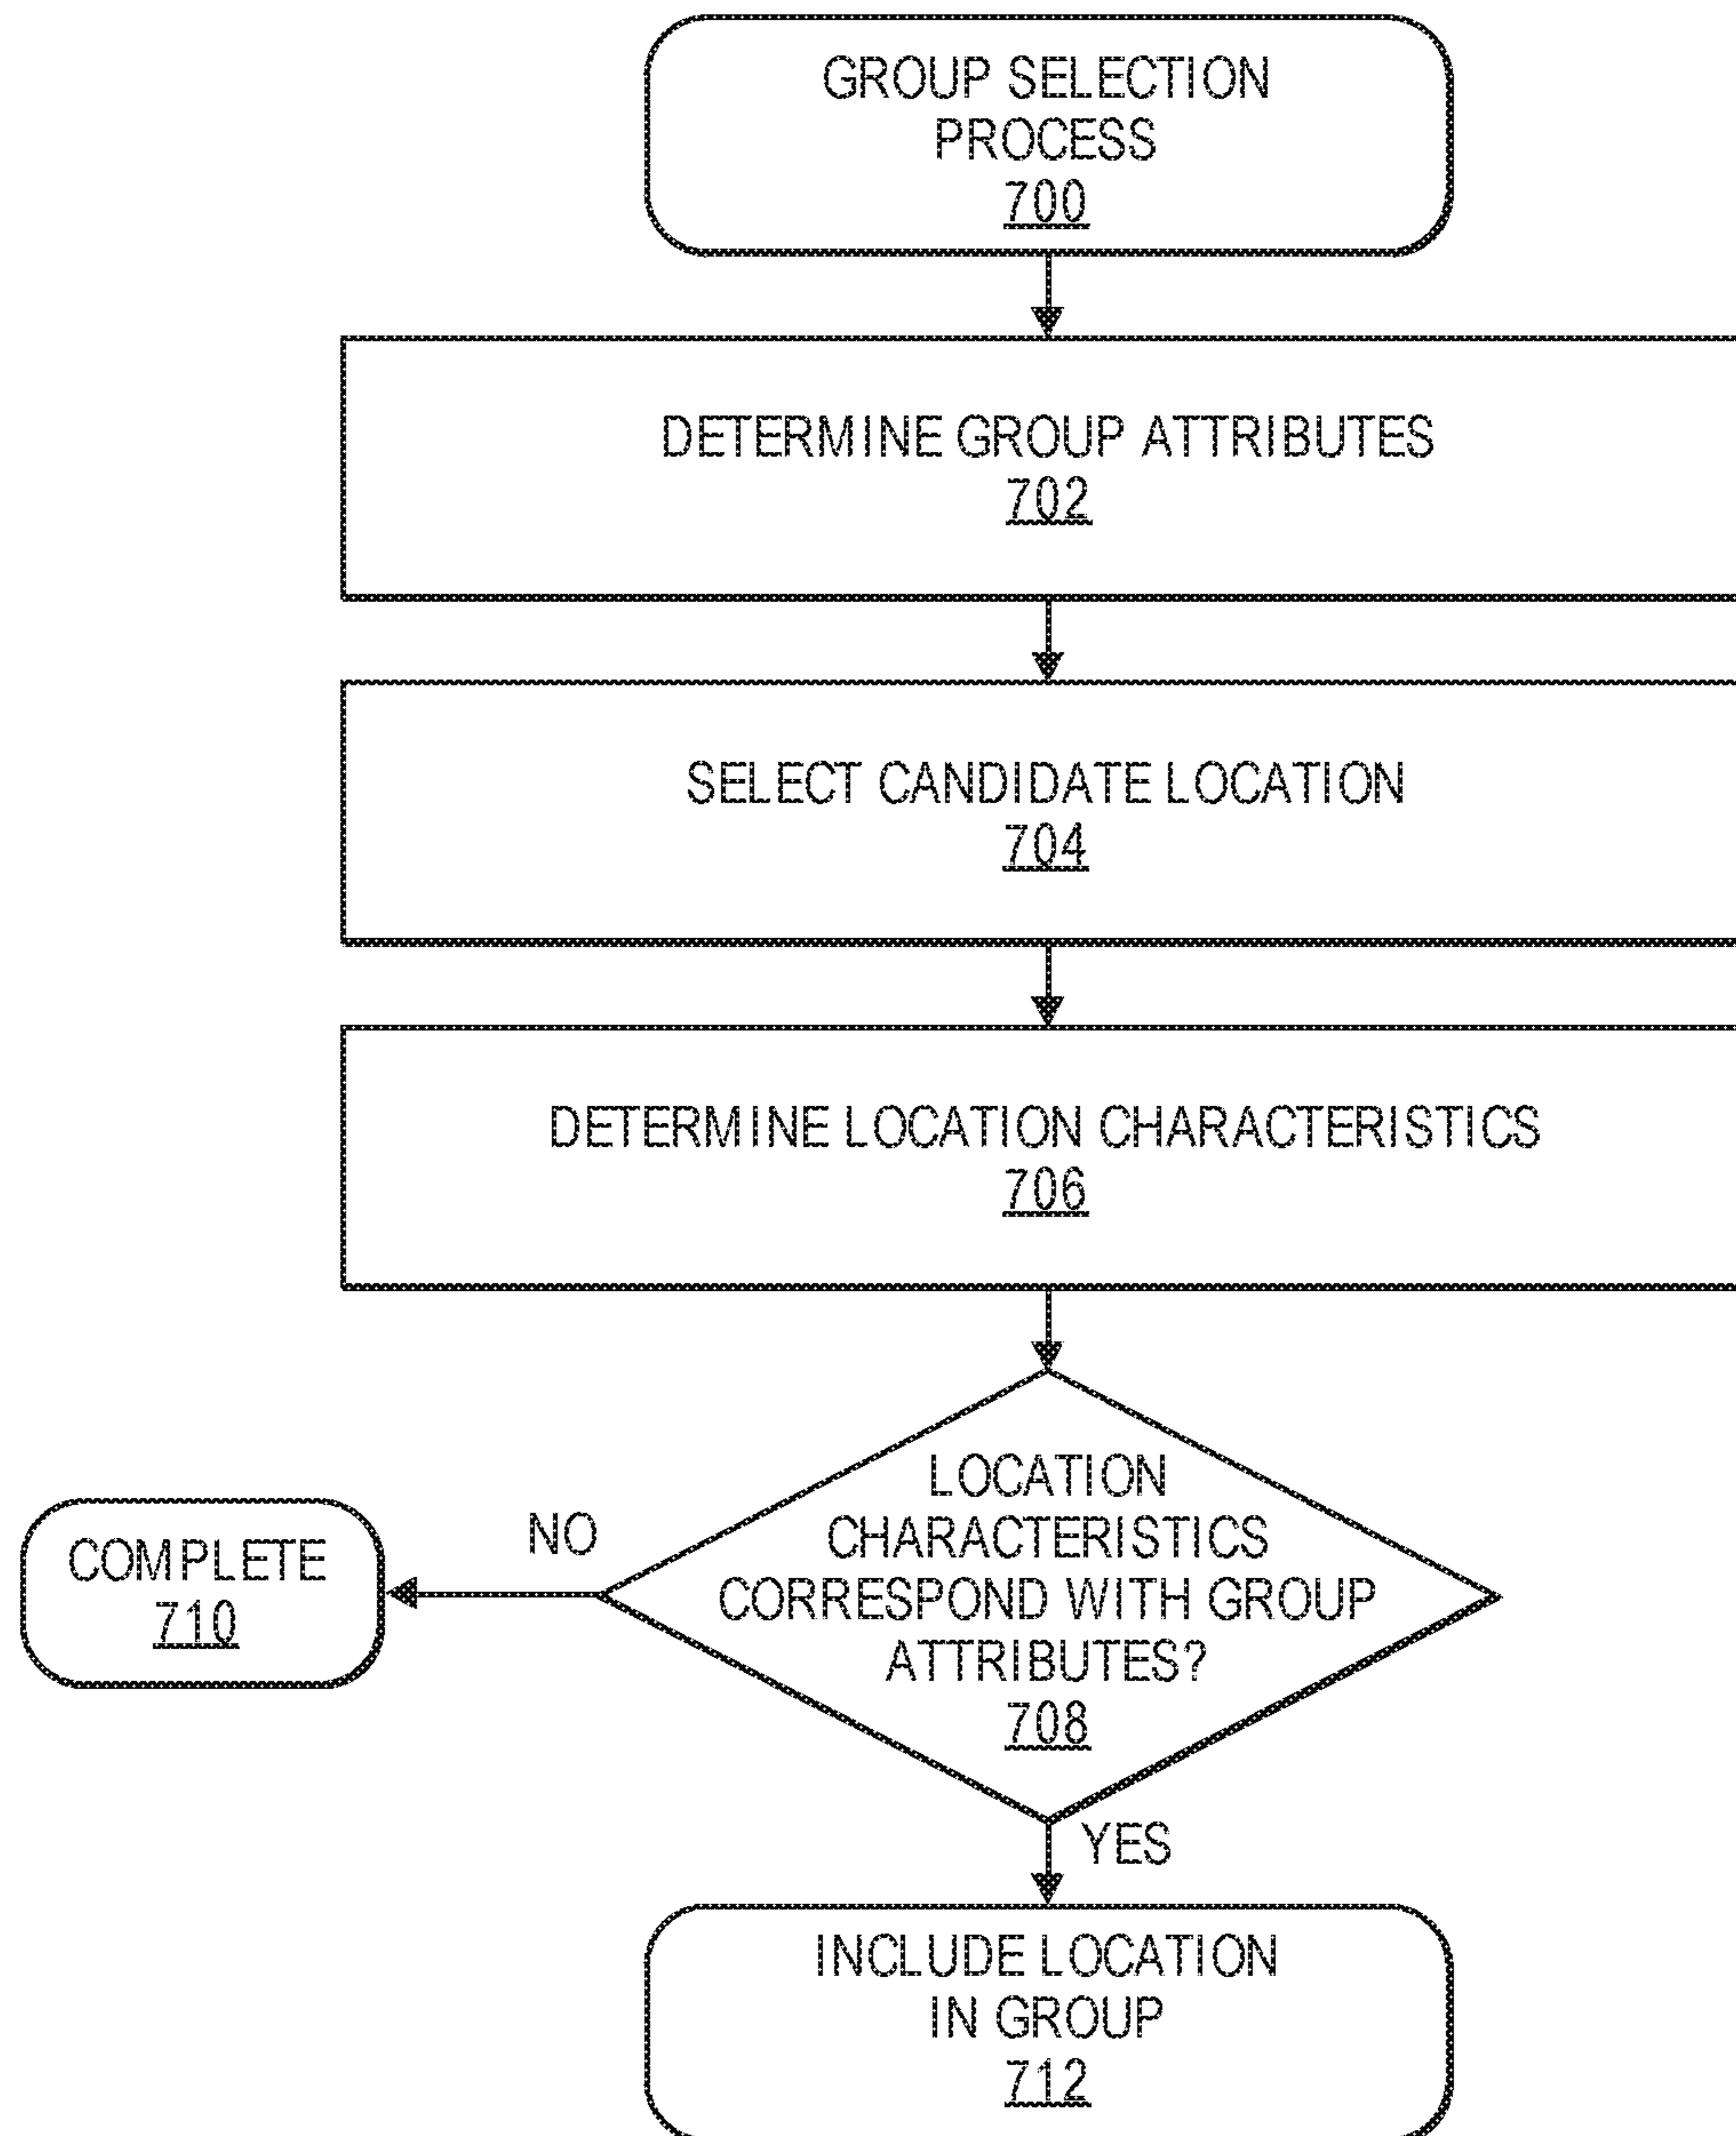 GROUP SELECTION
PROCESS
700
DETERMINE GROUP ATTRIBUTES
702
SELECT CANDIDATE LOCATION
704
DETERMINE LOCATION CHARACTERISTICS
706
LOCATION
CHARACTERISTICS
CORRESPOND WITH GROUP
ATTRIBUTES?
708
NO
COMPLETE
710
YES
INCLUDE LOCATION
IN GROUP
712